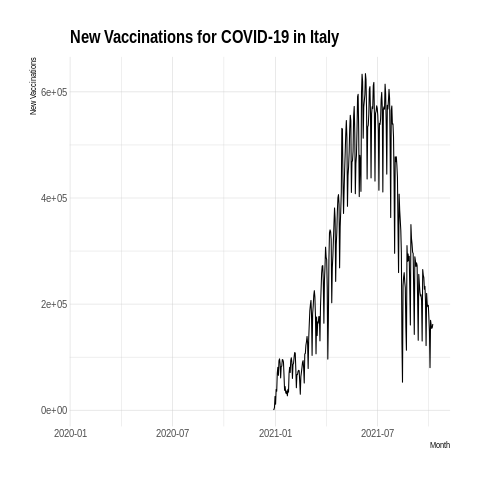 New Vaccinations for COVID-19 in Italy
New Vaccinations
6e+05
4e+05
2e+05
0e+00
2020-01 2020-07 2021-01 2021-07
Month